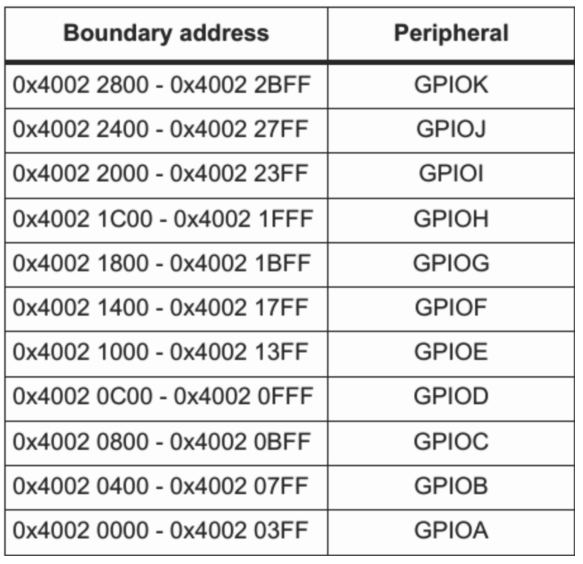 Boundary address Peripheral
0x4002 2800 - 0x4002 2BFF GPIOK
0x4002 2400 - 0x4002 27FF GPIOJ
0x4002 2000 - 0x4002 23FF GPIOI
0x4002 1C00 - 0x4002 1FFF GPIOH
0x4002 1800 - 0x4002 1BFF GPIOG
0x4002 1400 - 0x4002 17FF GPIOF
0x4002 1000 - 0x4002 13FF GPIOE
0x4002 0C00 - 0x4002 0FFF GPIOD
0x4002 0800 - 0x4002 0BFF GPIOC
0x4002 0400 - 0x4002 07FF GPIOB
0x4002 0000 - 0x4002 03FF GPIOA